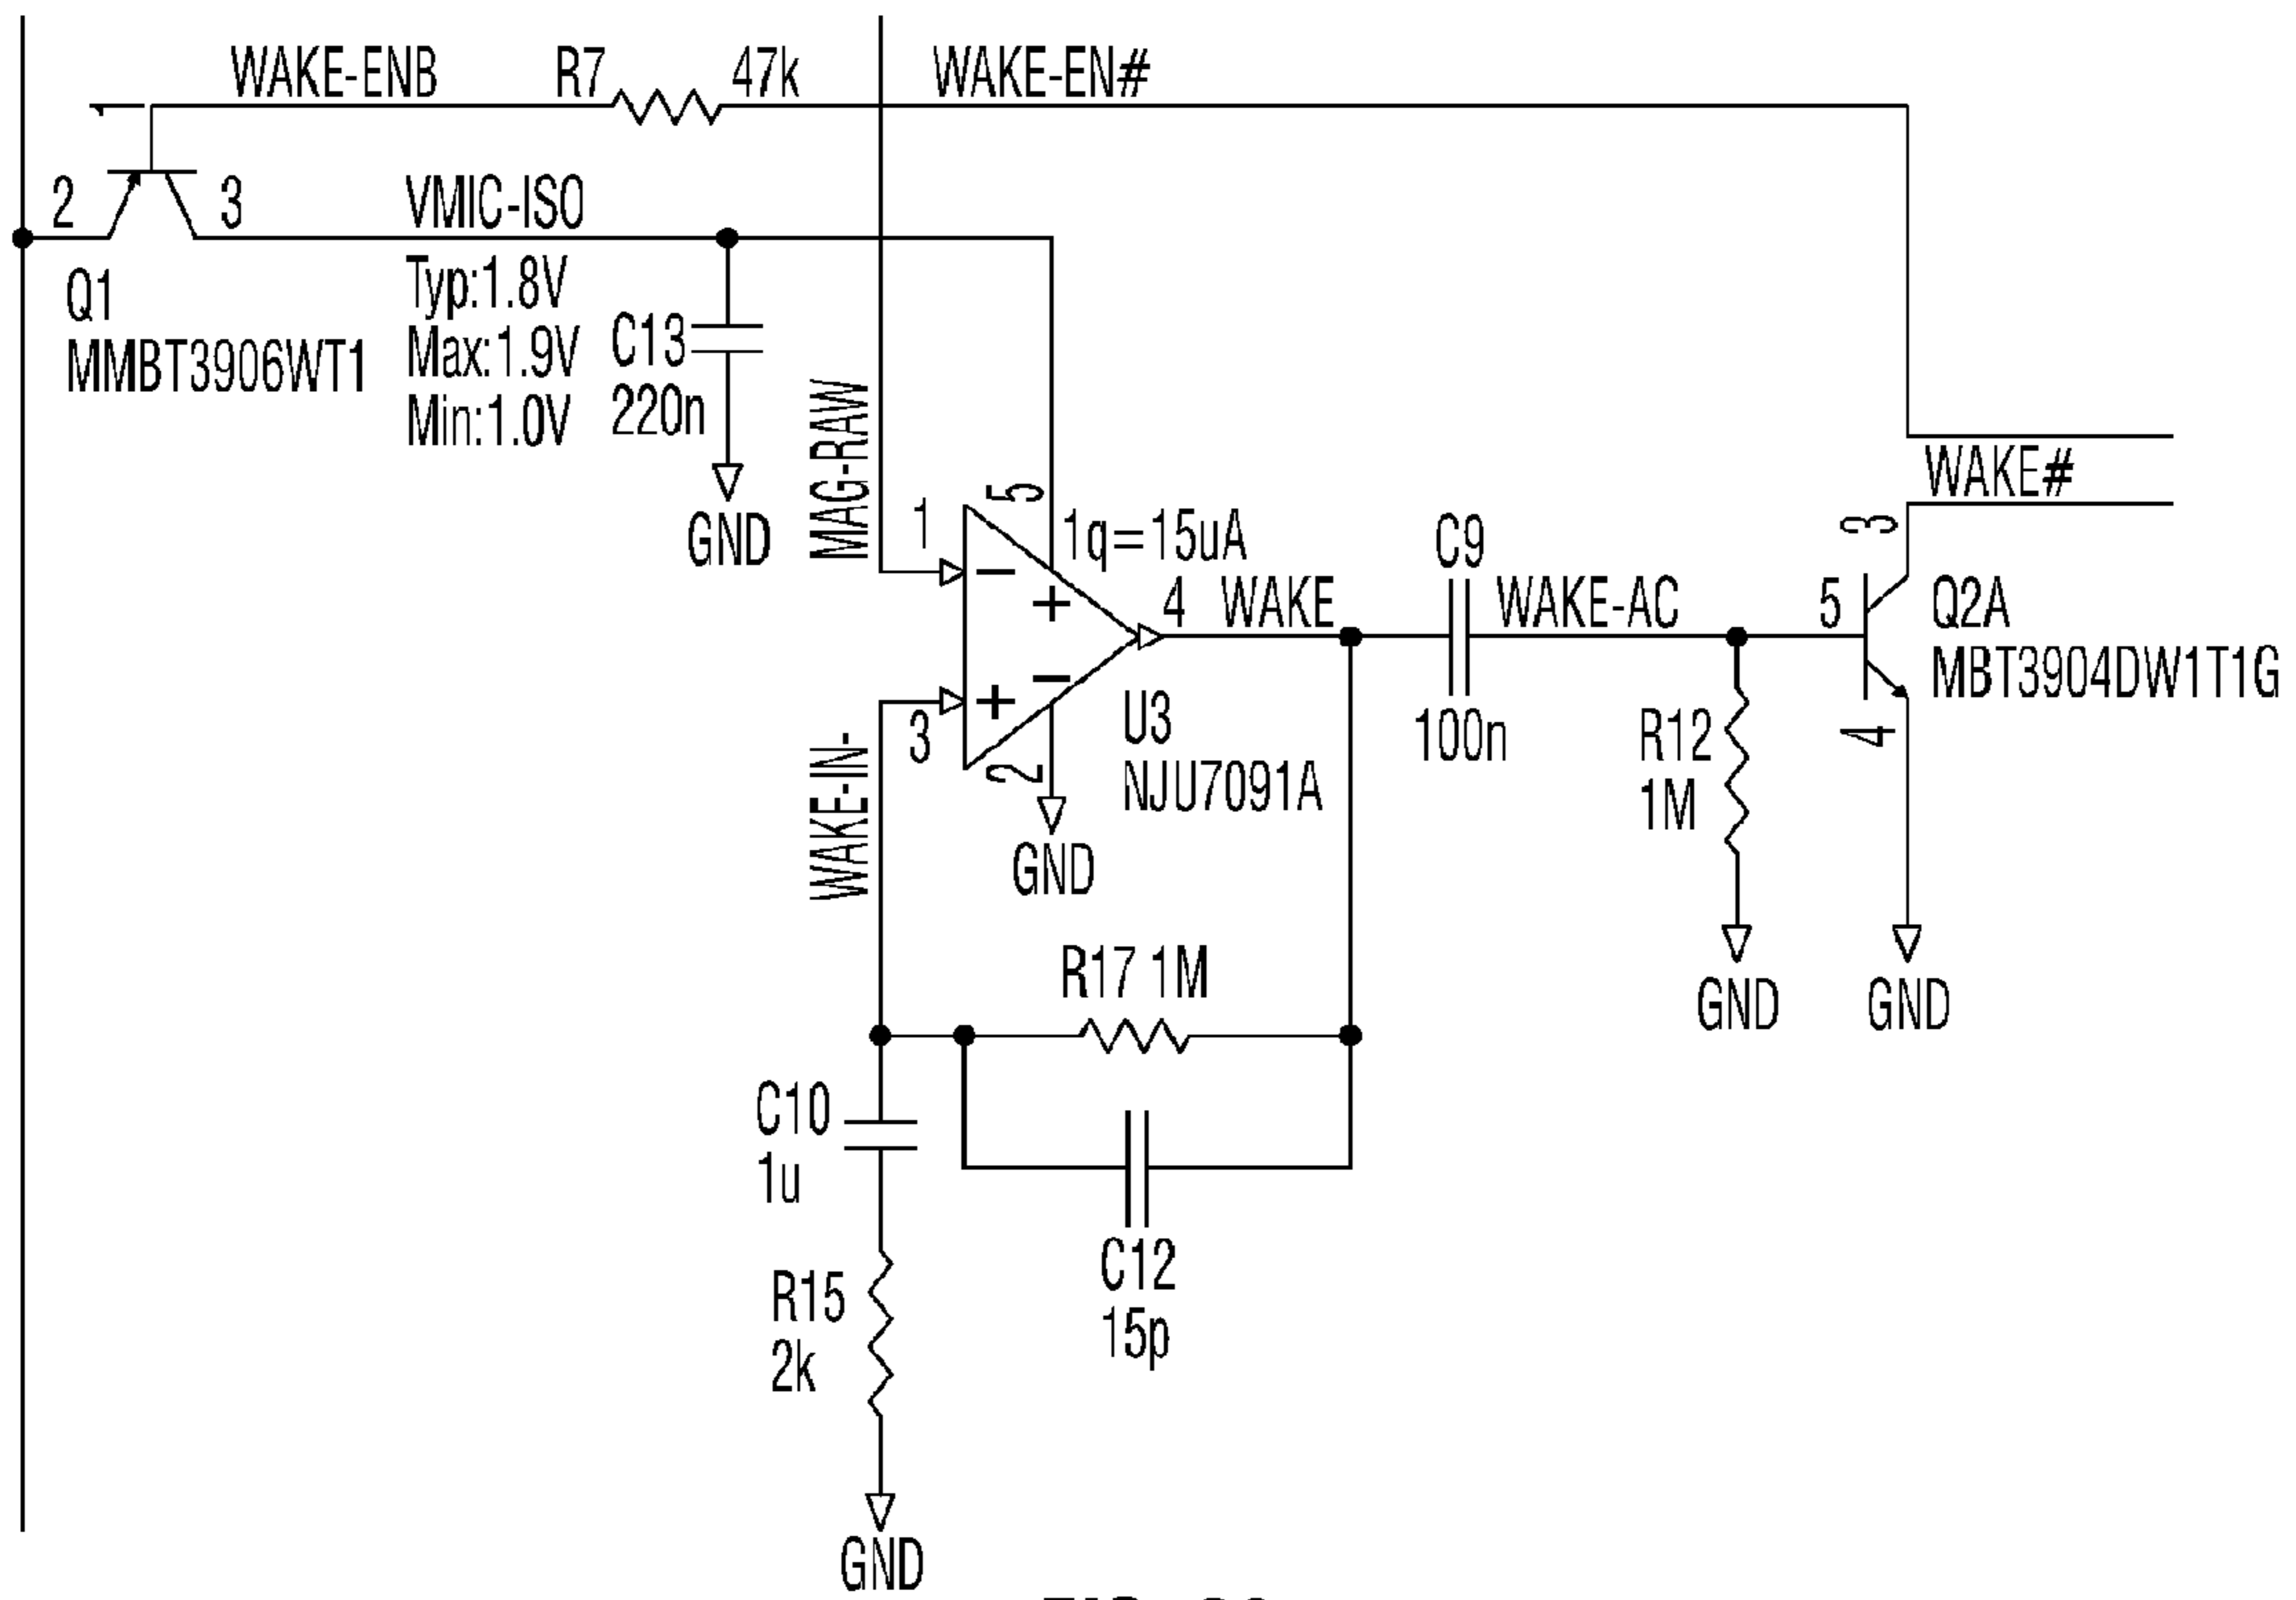 WAKE-ENB
R7
47k
WAKE-EN#
2
3
VMIC-ISO
Typ:1.8V
Max:1.9V
Min:1.0V
Q1
MMBT3906WT1
C13
220n
GND
MAG-RAW
1
5
1q=15uA
4
WAKE
C9
100n
WAKE-AC
WAKE#
3
5
Q2A
MBT3904DW1T1G
4
R12
1M
GND
GND
3
2
U3
NJU7091A
GND
WAKE-IN-
R17 1M
C10
1u
C12
15p
R15
2k
GND